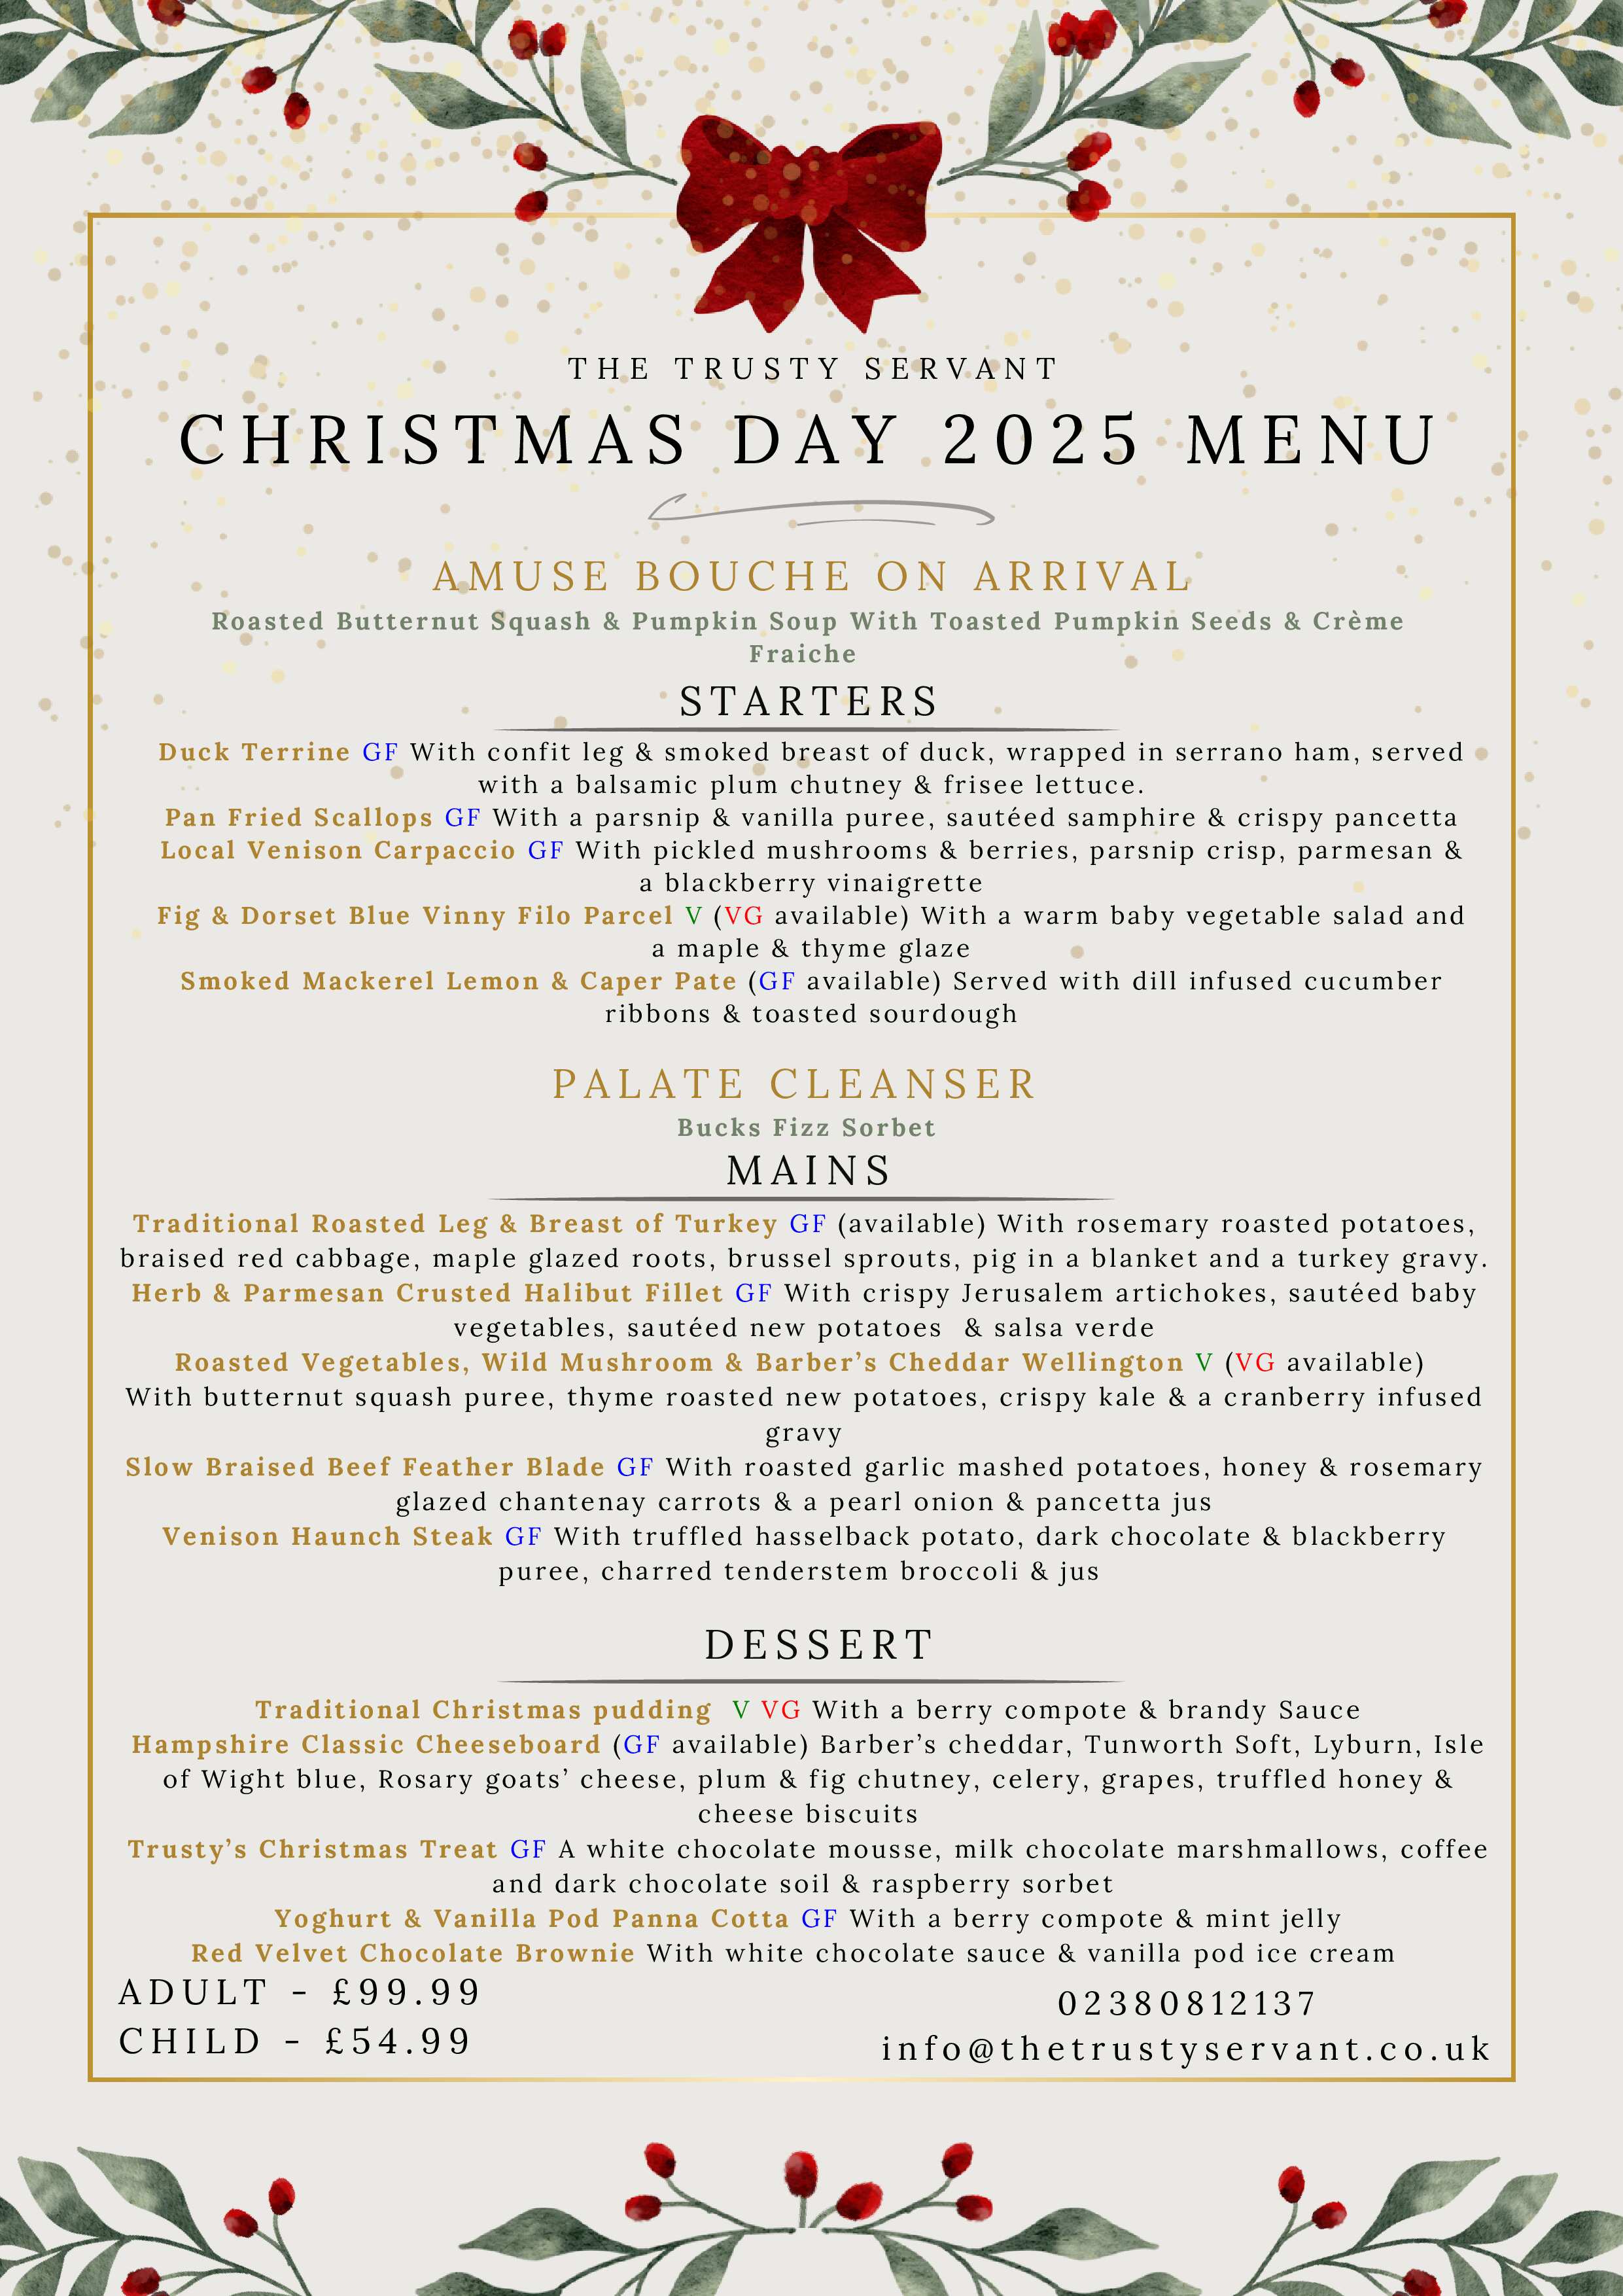 THE TRUSTY SERVANT
CHRISTMAS DAY 2025 MENU
AMUSE BOUCHE ON ARRIVAL
Roasted Butternut Squash & Pumpkin Soup With Toasted Pumpkin Seeds & Crème
Fraiche
STARTERS
Duck Terrine GF With confit leg & smoked breast of duck, wrapped in serrano ham, served
with a balsamic plum chutney & frisee lettuce.
Pan Fried Scallops GF With a parsnip & vanilla puree, sautéed samphire & crispy pancetta
Local Venison Carpaccio GF With pickled mushrooms & berries, parsnip crisp, parmesan &
a blackberry vinaigrette
Fig & Dorset Blue Vinny Filo Parcel V (VG available) With a warm baby vegetable salad and
a maple & thyme glaze
Smoked Mackerel Lemon & Caper Pate (GF available) Served with dill infused cucumber
ribbons & toasted sourdough
PALATE CLEANSER
Bucks Fizz Sorbet
MAINS
Traditional Roasted Leg & Breast of Turkey GF (available) With rosemary roasted potatoes,
braised red cabbage, maple glazed roots, brussel sprouts, pig in a blanket and a turkey gravy.
Herb & Parmesan Crusted Halibut Fillet GF With crispy Jerusalem artichokes, sautéed baby
vegetables, sautéed new potatoes & salsa verde
Roasted Vegetables, Wild Mushroom & Barber’s Cheddar Wellington V (VG available)
With butternut squash puree, thyme roasted new potatoes, crispy kale & a cranberry infused
gravy
Slow Braised Beef Feather Blade GF With roasted garlic mashed potatoes, honey & rosemary
glazed chantenay carrots & a pearl onion & pancetta jus
Venison Haunch Steak GF With truffled hasselback potato, dark chocolate & blackberry
puree, charred tenderstem broccoli & jus
DESSERT
Traditional Christmas pudding V VG With a berry compote & brandy Sauce
Hampshire Classic Cheeseboard (GF available) Barber’s cheddar, Tunworth Soft, Lyburn, Isle
of Wight blue, Rosary goats’ cheese, plum & fig chutney, celery, grapes, truffled honey &
cheese biscuits
Trusty’s Christmas Treat GF A white chocolate mousse, milk chocolate marshmallows, coffee
and dark chocolate soil & raspberry sorbet
Yoghurt & Vanilla Pod Panna Cotta GF With a berry compote & mint jelly
Red Velvet Chocolate Brownie With white chocolate sauce & vanilla pod ice cream
ADULT - £99.99
CHILD - £54.99
02380812137
info@thetrustyservant.co.uk